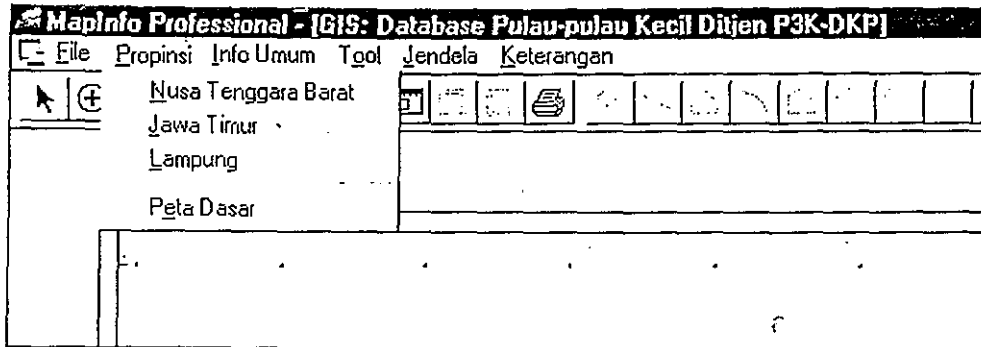 MapInfo Professional - [GIS: Database Pulau-pulau Kecil Ditjen P3K-DKP]
File Propinsi Info Umum Tool Jendela Keterangan
Nusa Tenggara Barat
Jawa Timur
Lampung
Peta Dasar